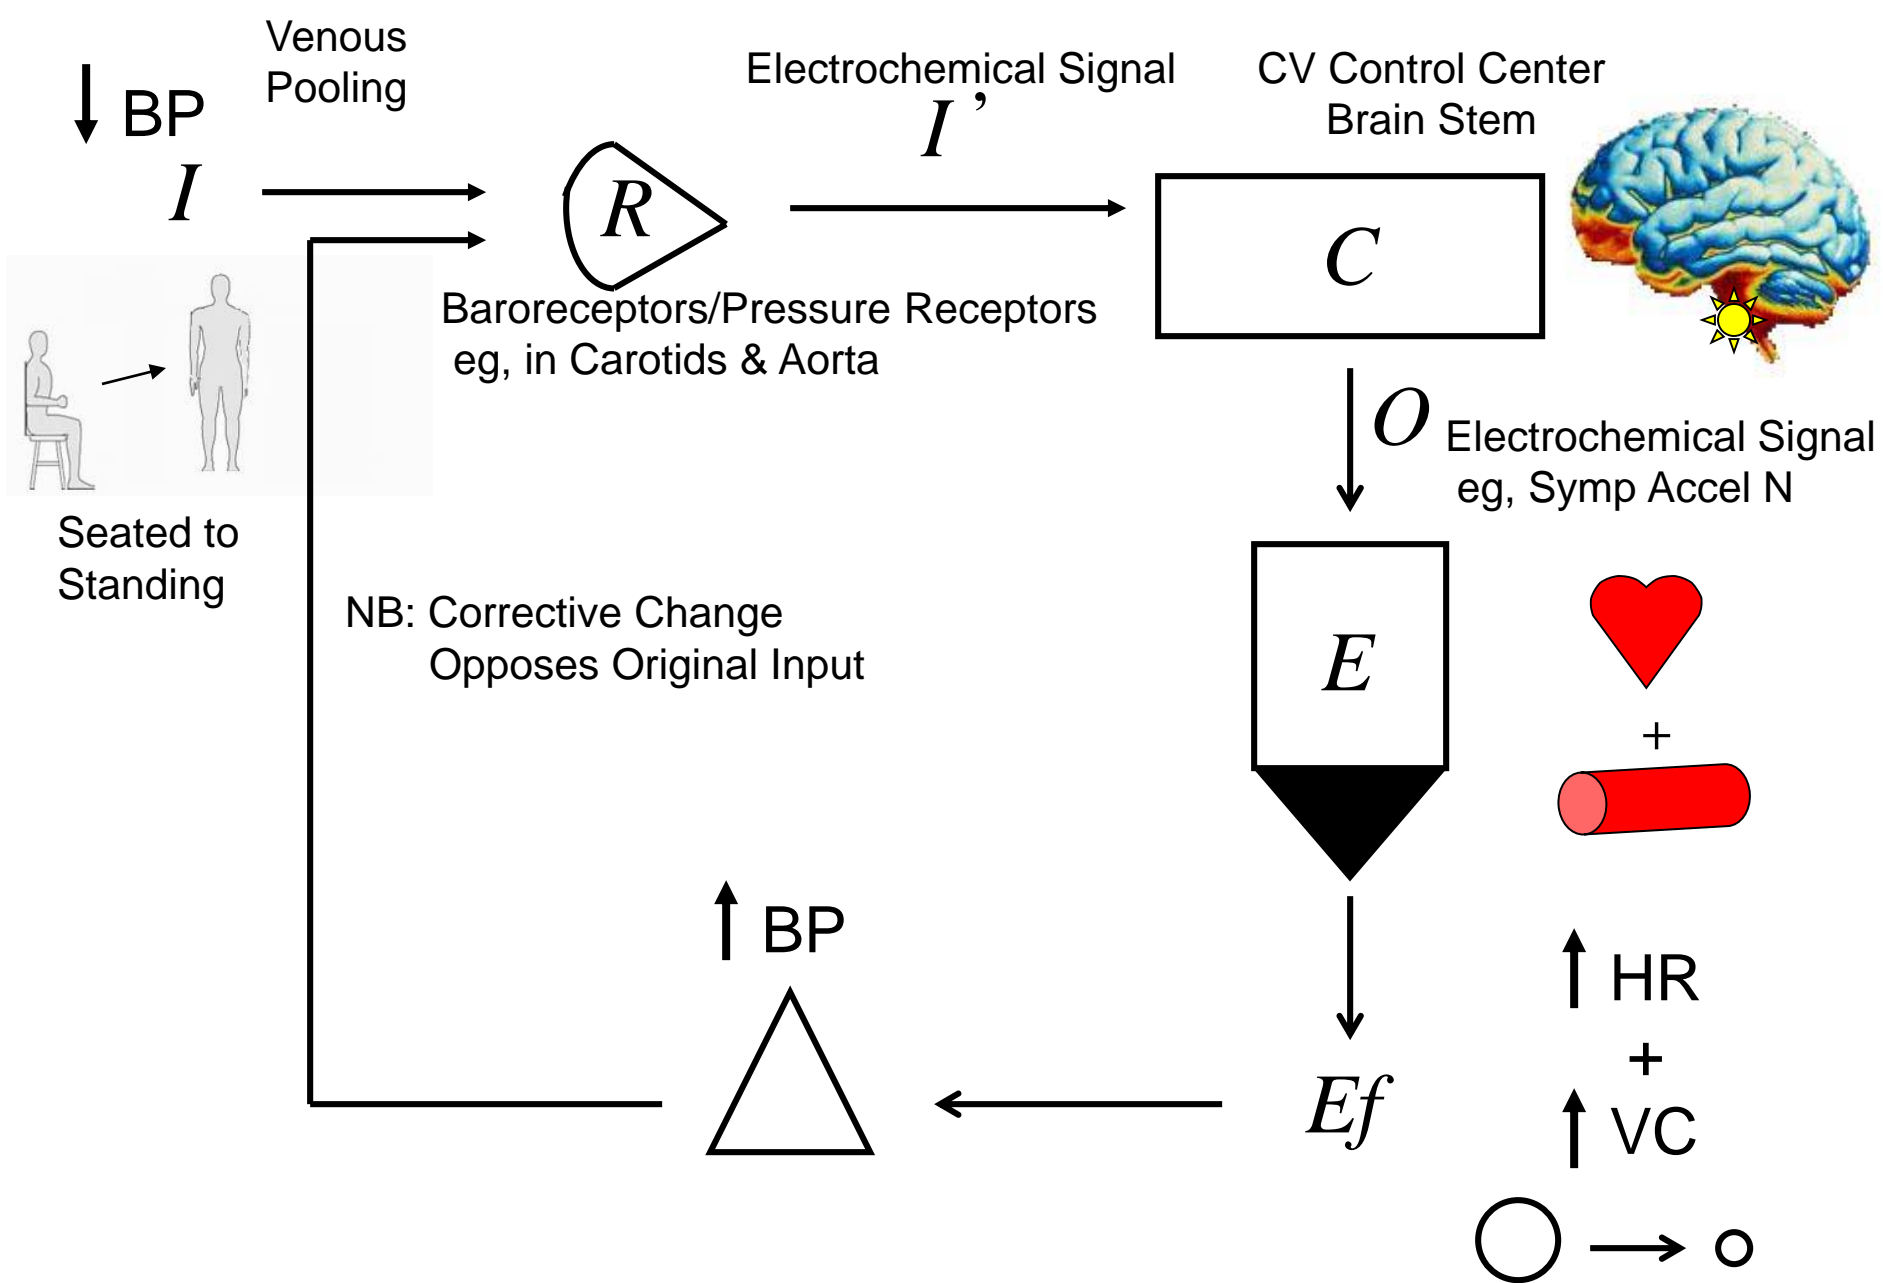 Venous
Pooling
BP
I
Electrochemical Signal
I’
CV Control Center
Brain Stem
R
C
Baroreceptors/Pressure Receptors
eg, in Carotids & Aorta
O
Electrochemical Signal
eg, Symp Accel N
Seated to
Standing
NB: Corrective Change
Opposes Original Input
E
+
BP
HR
+
VC
Ef